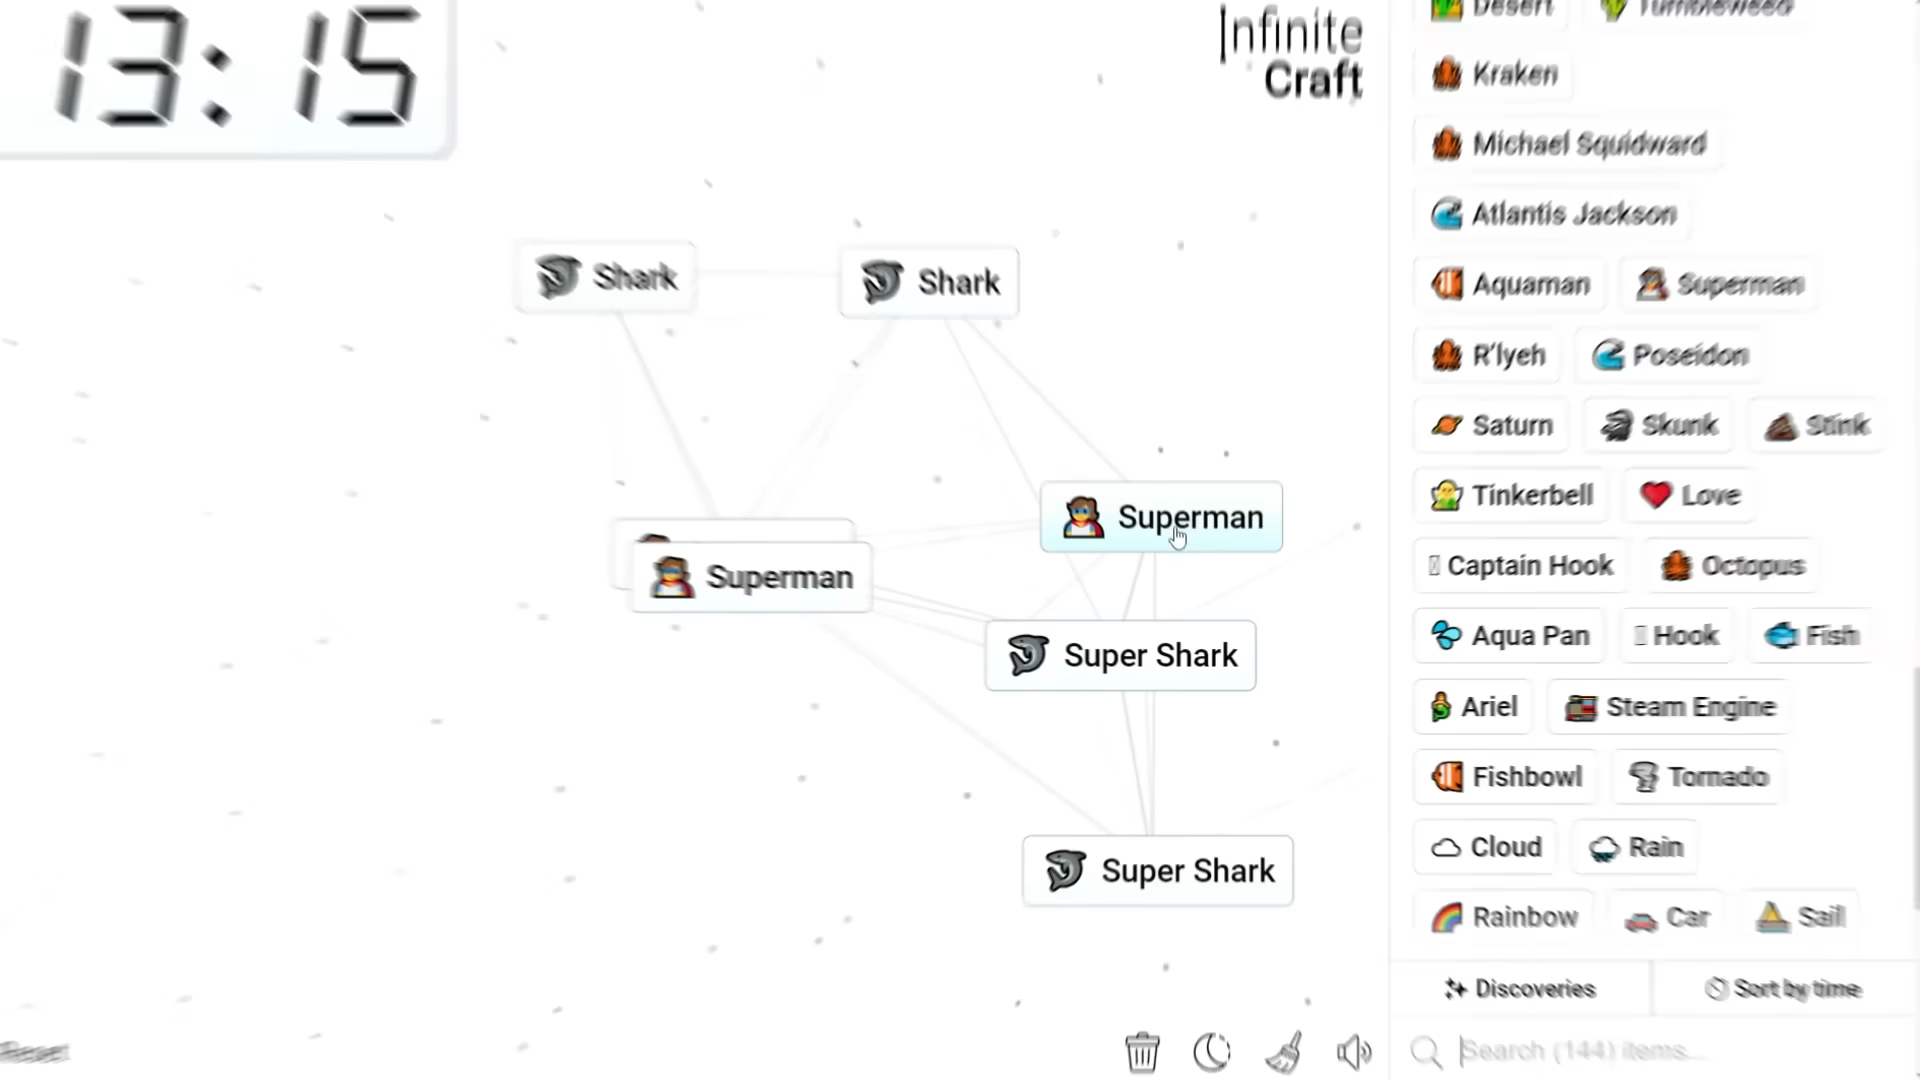 13:15
Infinite
Craft
Shark
Shark
Superman
Superman
Super Shark
Super Shark
Reset
Desert Tumbleweed
Kraken
Michael Squidward
Atlantis Jackson
Aquaman Superman
R'lyeh Poseidon
Saturn Skunk Stink
Tinkerbell Love
Captain Hook Octopus
Aqua Pan Hook Fish
Ariel Steam Engine
Fishbowl Tornado
Cloud Rain
Rainbow Car Sail
Discoveries Sort by time
Search (144) items...